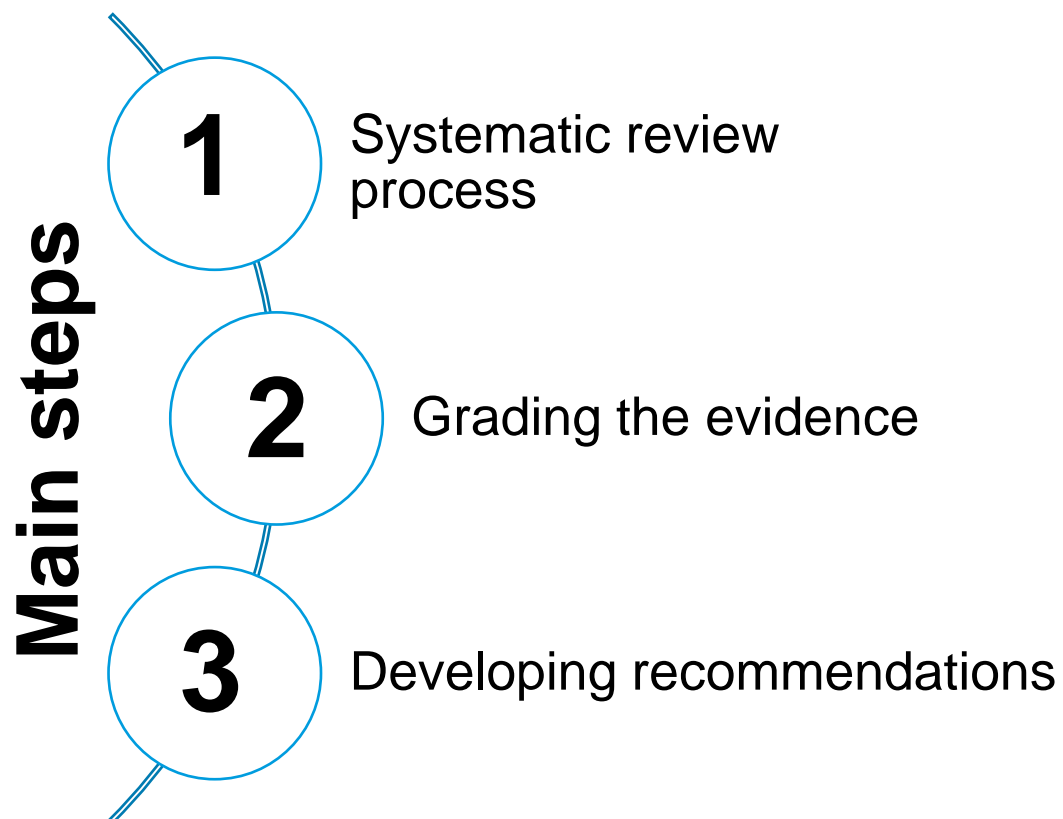 Main steps
1
Systematic review
process
2
Grading the evidence
3
Developing recommendations